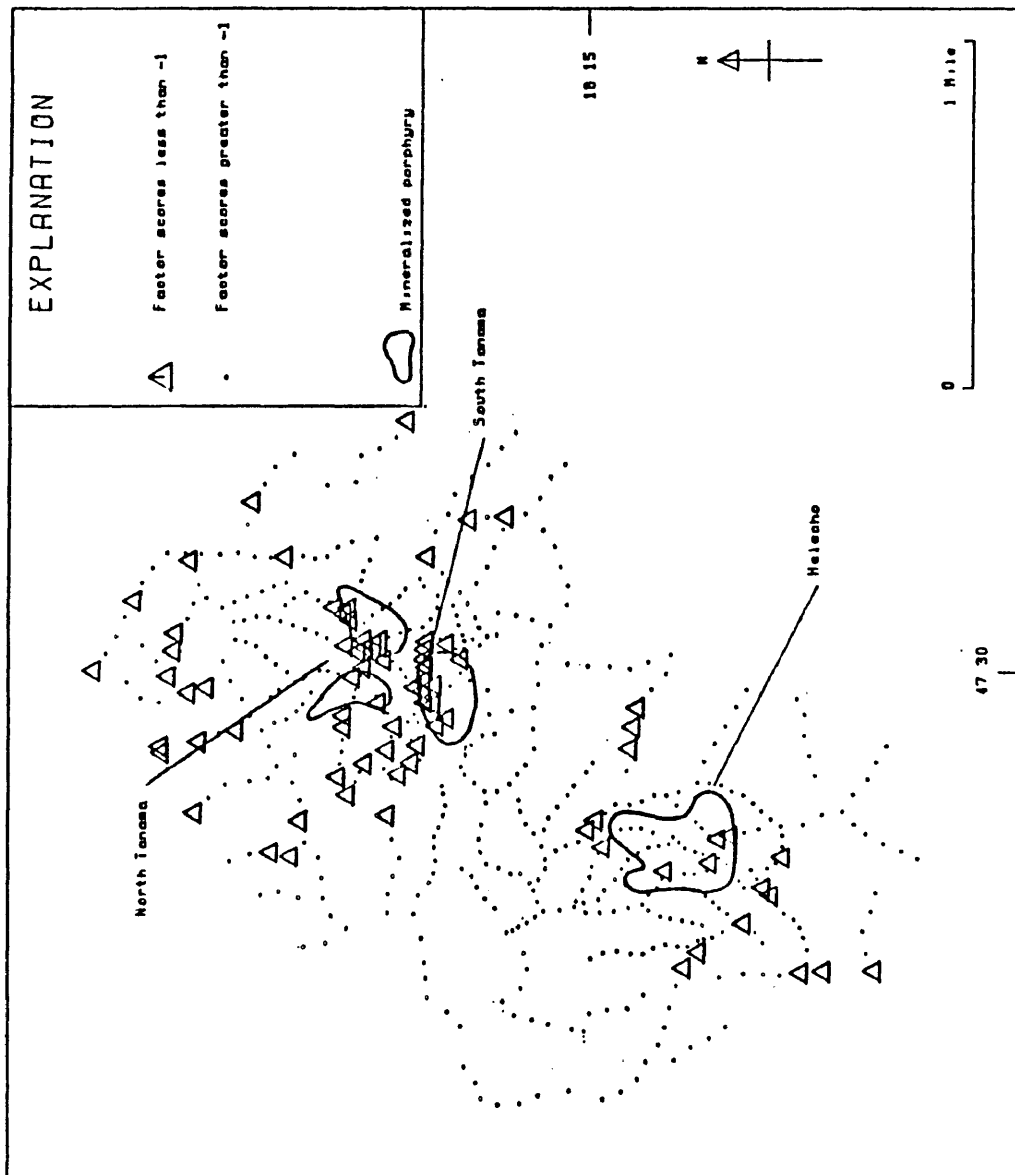 EXPLANATION
Factor scores less than -1
Factor scores greater than -1
Mineralized porphyry
North Tanama
South Tanama
Helecho
18 15
47 30
N
0 1 Mile